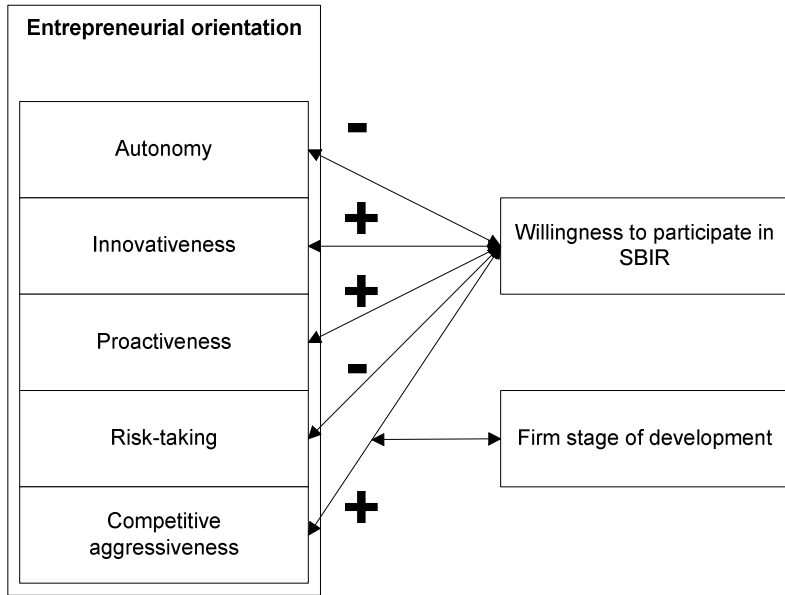 Entrepreneurial orientation
Autonomy
Innovativeness
Proactiveness
Risk-taking
Competitive
aggressiveness
-
+
+
-
+
Willingness to participate in
SBIR
Firm stage of development